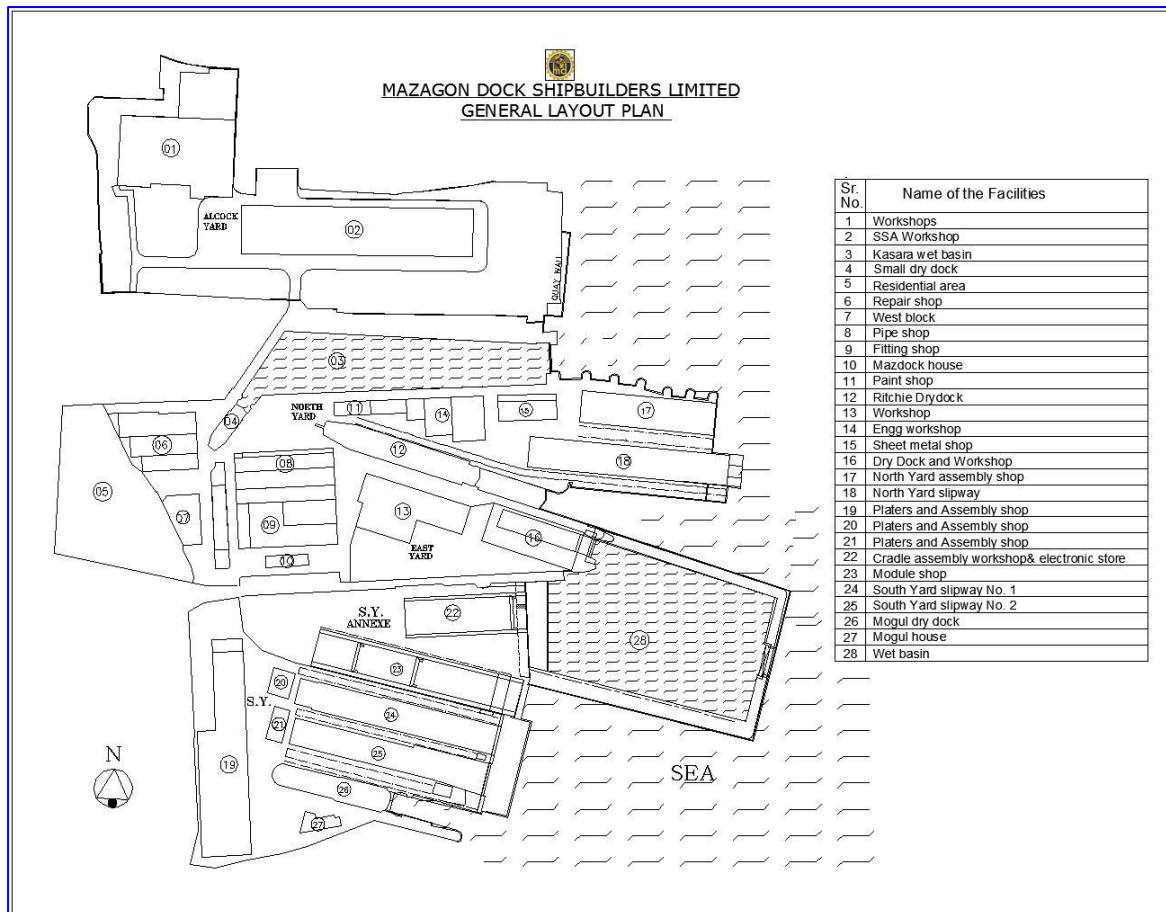 MAZAGON DOCK SHIPBUILDERS LIMITED
GENERAL LAYOUT PLAN
01
ALCOCK
YARD
02
QUAY WALL
03
NORTH
YARD
04
05
06
07
08
09
10
11
12
13
14
15
16
17
18
EAST
YARD
S.Y.
ANNEXE
22
23
20
S.Y.
21
24
25
26
27
19
28
SEA
N
Sr. No. Name of the Facilities
1 Workshops
2 SSA Workshop
3 Kasara wet basin
4 Small dry dock
5 Residential area
6 Repair shop
7 West block
8 Pipe shop
9 Fitting shop
10 Mazdock house
11 Paint shop
12 Ritchie Drydock
13 Workshop
14 Engg workshop
15 Sheet metal shop
16 Dry Dock and Workshop
17 North Yard assembly shop
18 North Yard slipway
19 Platers and Assembly shop
20 Platers and Assembly shop
21 Platers and Assembly shop
22 Cradle assembly workshop& electronic store
23 Module shop
24 South Yard slipway No. 1
25 South Yard slipway No. 2
26 Mogul dry dock
27 Mogul house
28 Wet basin